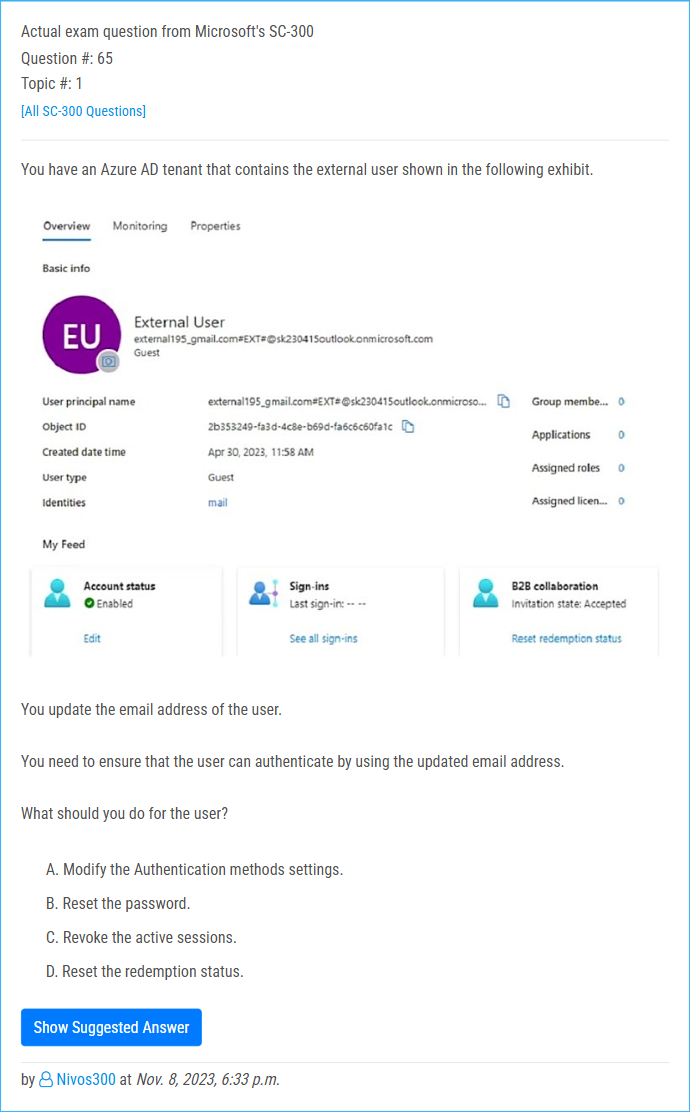 Actual exam question from Microsoft's SC-300
Question #: 65
Topic #: 1
[All SC-300 Questions]
You have an Azure AD tenant that contains the external user shown in the following exhibit.
Overview Monitoring Properties
Basic info
EU
External User
external195_gmail.com#EXT#@sk230415outlook.onmicrosoft.com
Guest
User principal name external195_gmail.com#EXT#@sk230415outlook.onmicroso... Group membe... 0
Object ID 2b353249-fa3d-4c8e-b69d-fa6c6c60fa1c Applications 0
Created date time Apr 30, 2023, 11:58 AM Assigned roles 0
User type Guest
Identities mail Assigned licen... 0
My Feed
Account status
Enabled
Edit
Sign-ins
Last sign-in: -- --
See all sign-ins
B2B collaboration
Invitation state: Accepted
Reset redemption status
You update the email address of the user.
You need to ensure that the user can authenticate by using the updated email address.
What should you do for the user?
A. Modify the Authentication methods settings.
B. Reset the password.
C. Revoke the active sessions.
D. Reset the redemption status.
Show Suggested Answer
by Nivos300 at Nov. 8, 2023, 6:33 p.m.